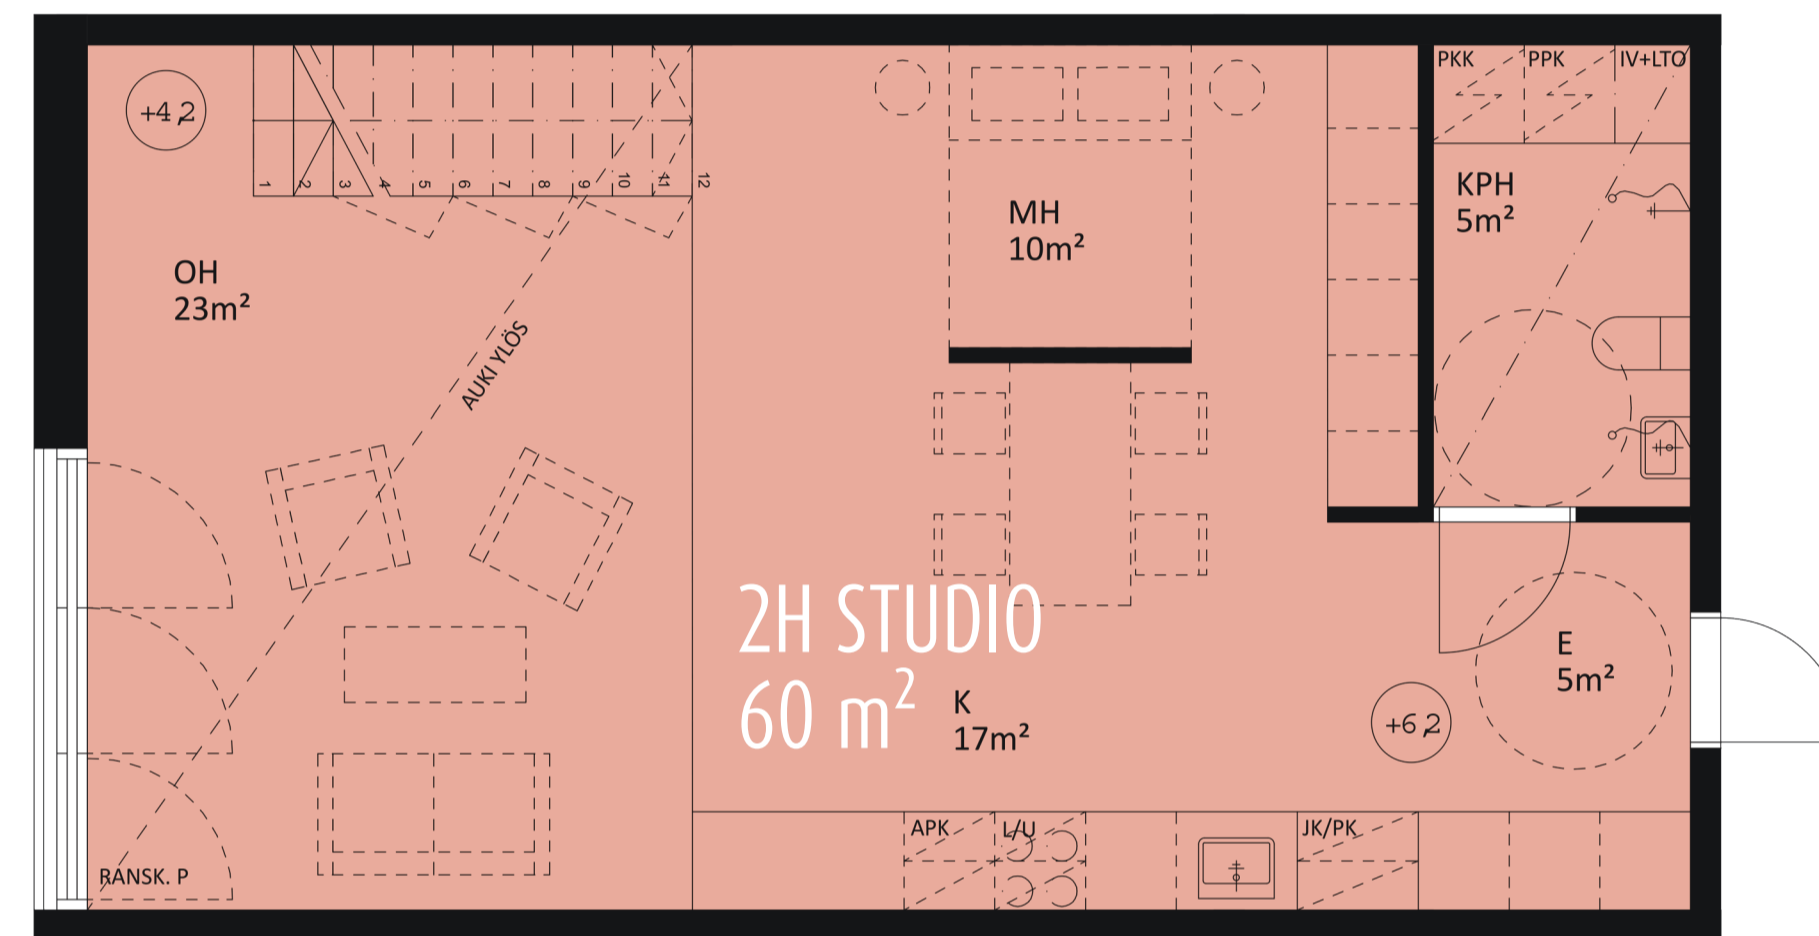 PKK
PPK
IV+LTO
+4,2
1
2
3
4
5
6
7
8
9
10
11
12
KPH
5m²
MH
10m²
OH
23m²
AUKI YLÖS
2H STUDIO
60 m²
E
5m²
K
17m²
+6,2
APK
L/U
JK/PK
RANSK. P